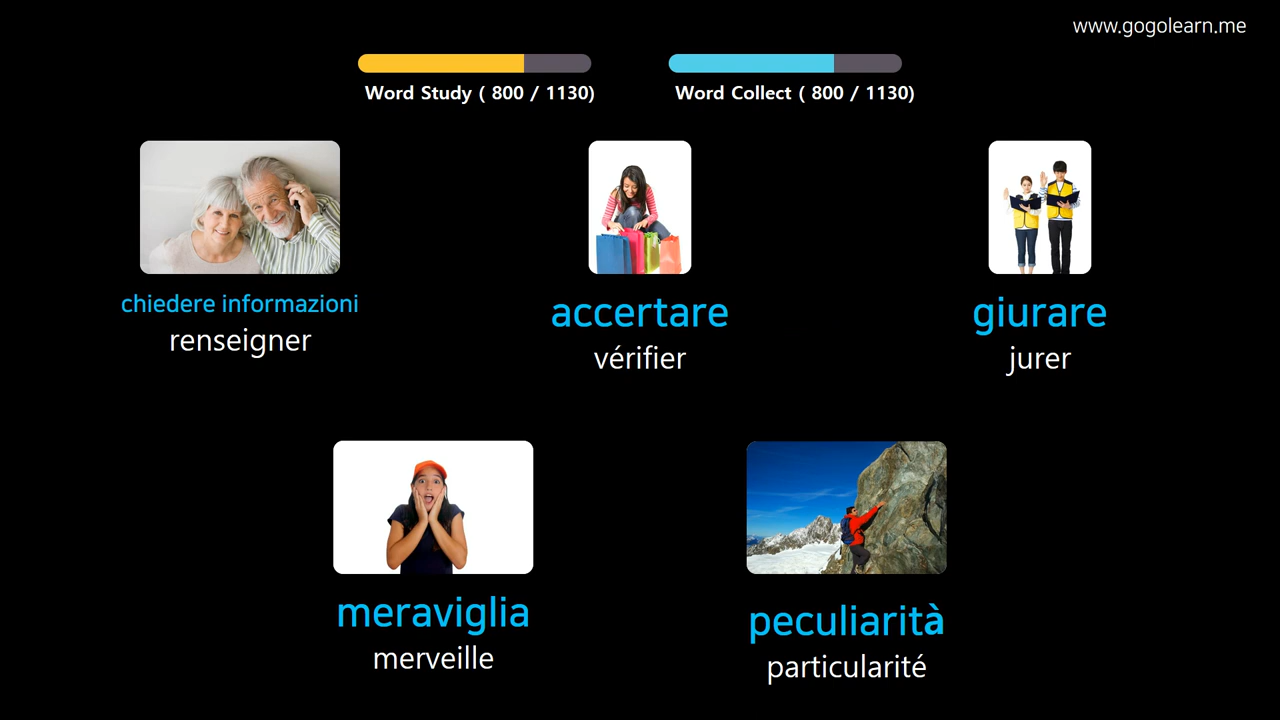 www.gogolearn.me
Word Study ( 800 / 1130)
Word Collect ( 800 / 1130)
chiedere informazioni
renseigner
accertare
vérifier
giurare
jurer
meraviglia
merveille
peculiarità
particularité